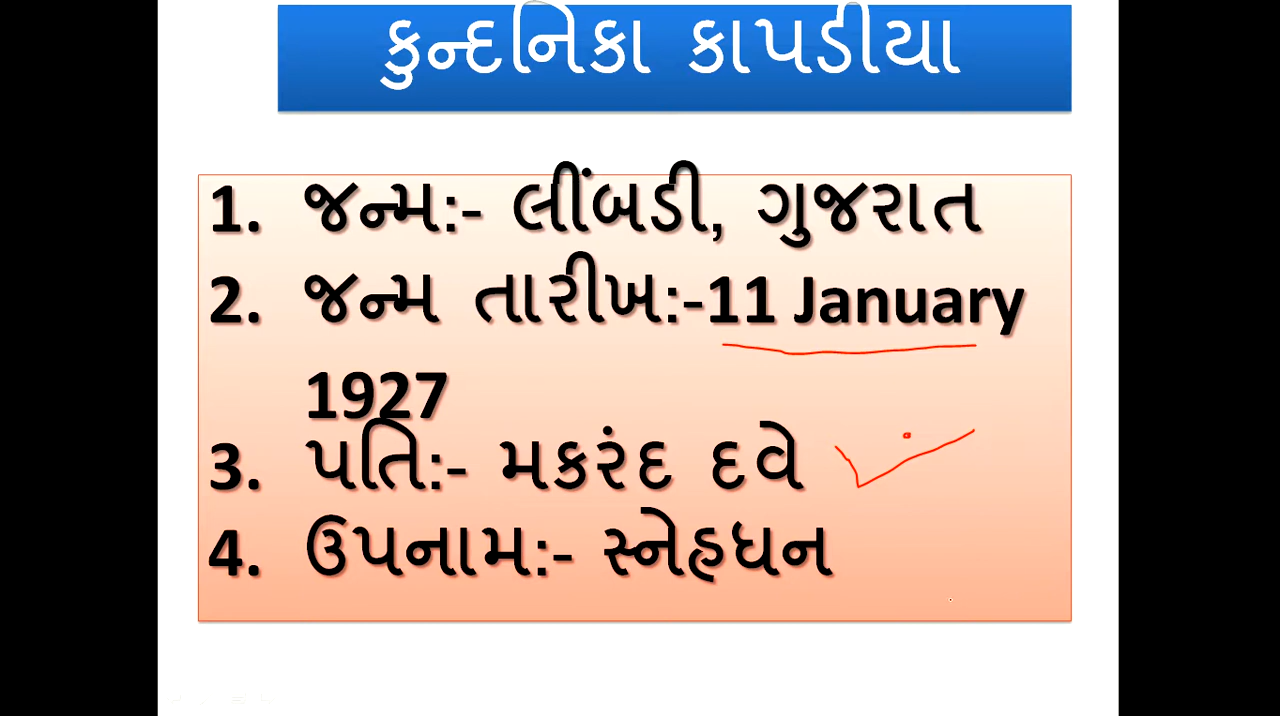 કુન્દનિકા કાપડીયા
1. જન્મ:- લીંબડી, ગુજરાત
2. જન્મ તારીખ:-11 January
1927
3. પતિ:- મકરંદ દવે
4. ઉપનામ:- સ્નેહધન